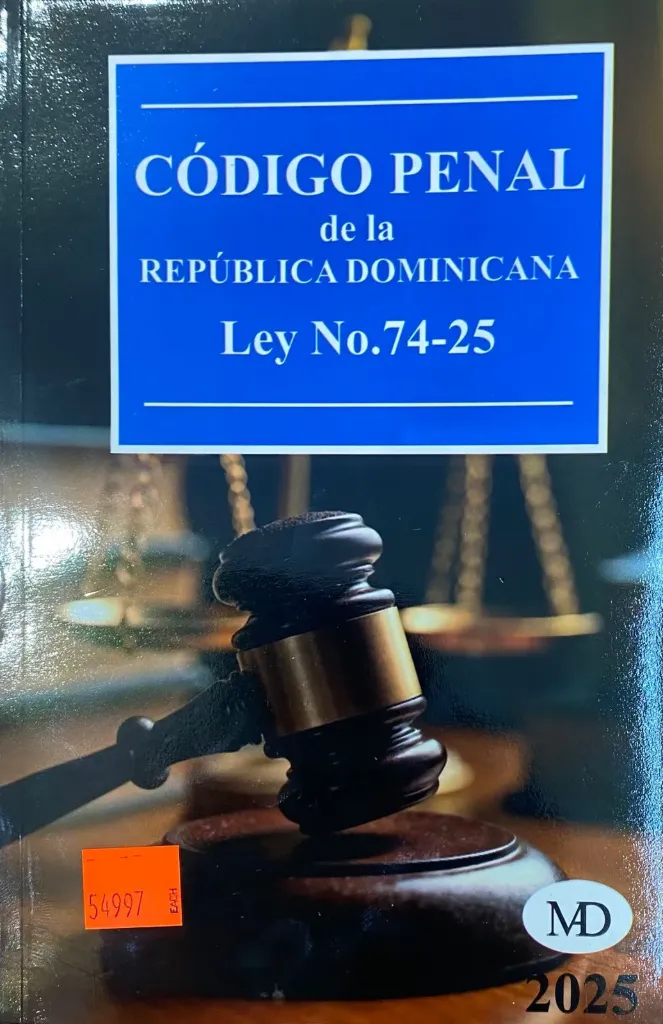 CÓDIGO PENAL
de la
REPÚBLICA DOMINICANA
Ley No.74-25
54997
EACH
MD
2025